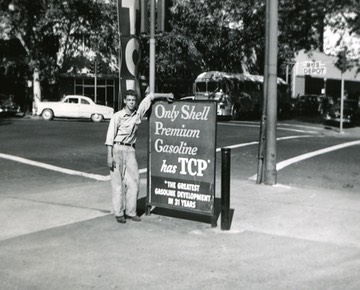 BUS
DEPOT
Only Shell
Premium
Gasoline
has TCP*
*THE GREATEST
GASOLINE DEVELOPMENT
IN 31 YEARS